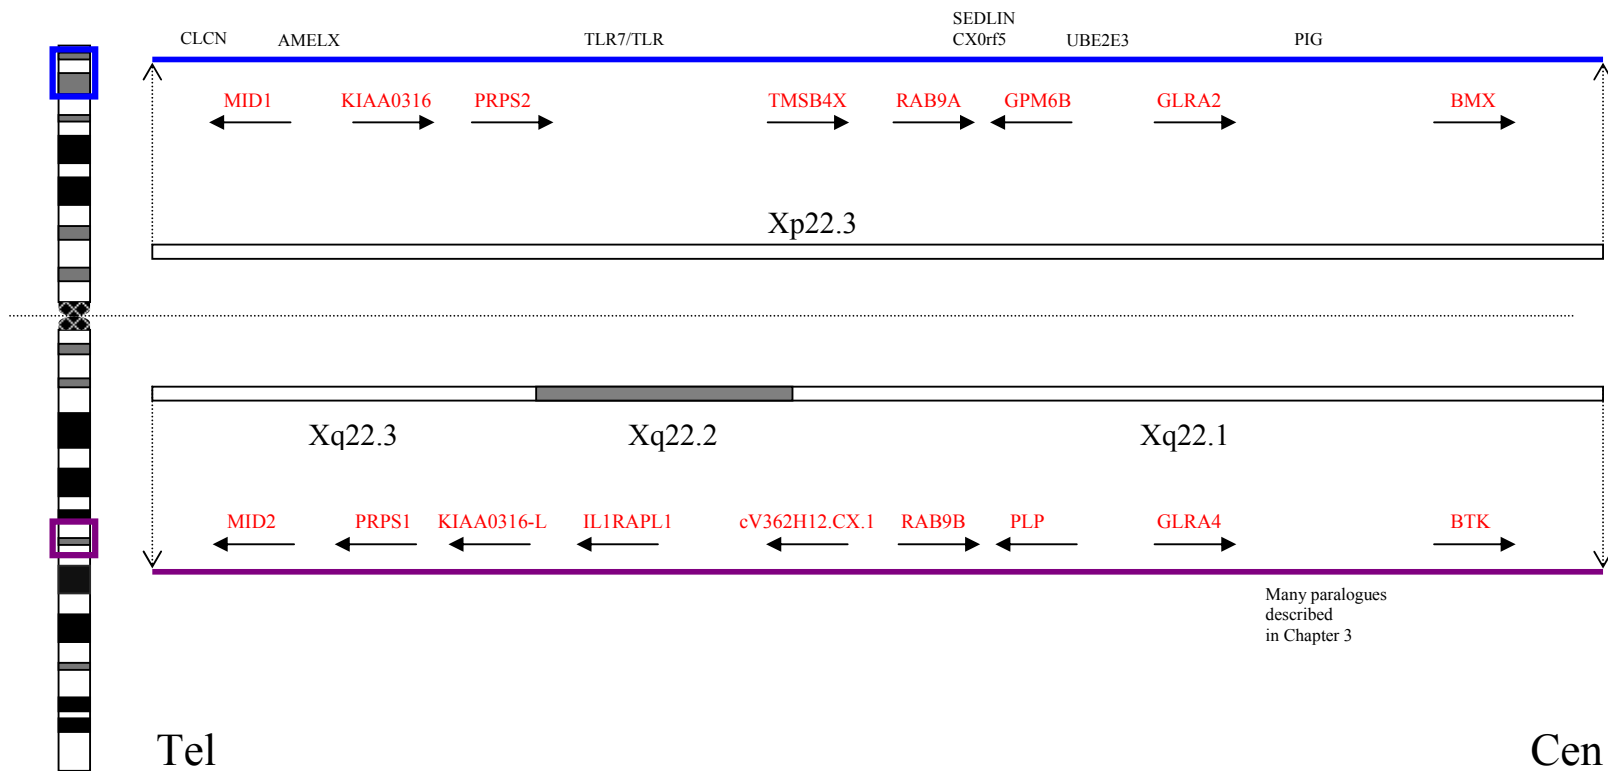 SEDLIN
CLCN AMELX TLR7/TLR CX0rf5 UBE2E3 PIG
MID1 KIAA0316 PRPS2 TMSB4X RAB9A GPM6B GLRA2 BMX
Xp22.3
Xq22.3 Xq22.2 Xq22.1
MID2 PRPS1 KIAA0316-L IL1RAPL1 cV362H12.CX.1 RAB9B PLP GLRA4 BTK
Many paralogues
described
in Chapter 3
Tel Cen